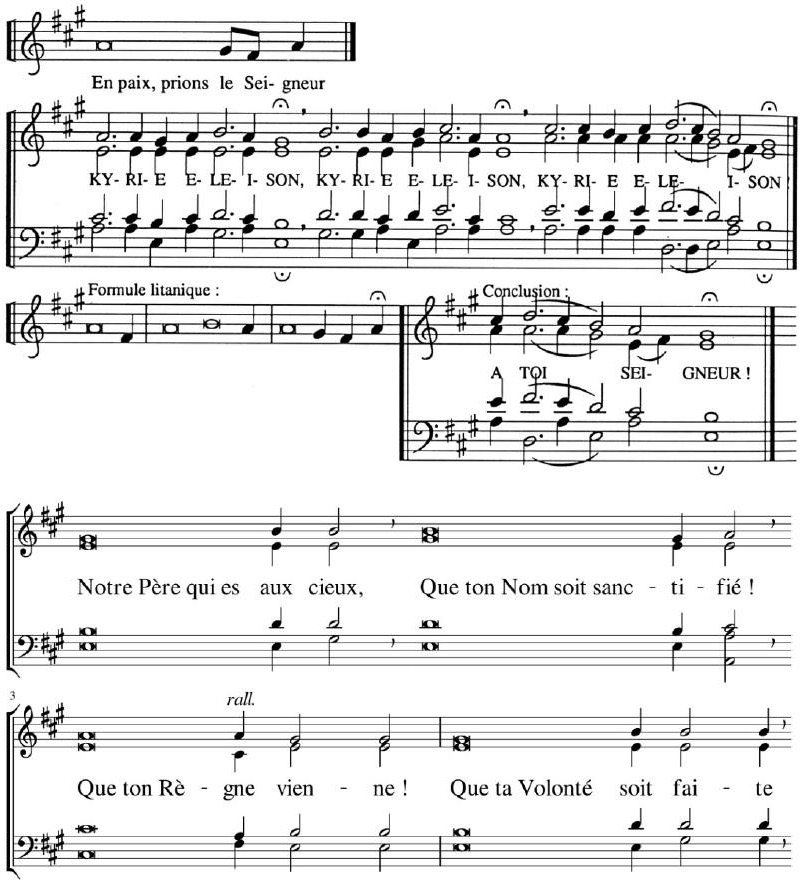 En paix, prions le Sei- gneur
KY- RI- E E- LE- I- SON, KY- RI- E E- LE- I- SON, KY- RI- E E- LE- I- SON !
Formule litanique :
Conclusion :
A TOI SEI- GNEUR !
Notre Père qui es aux cieux, Que ton Nom soit sanc - ti - fié !
3
rall.
Que ton Rè - gne vien - ne ! Que ta Volonté soit fai - te